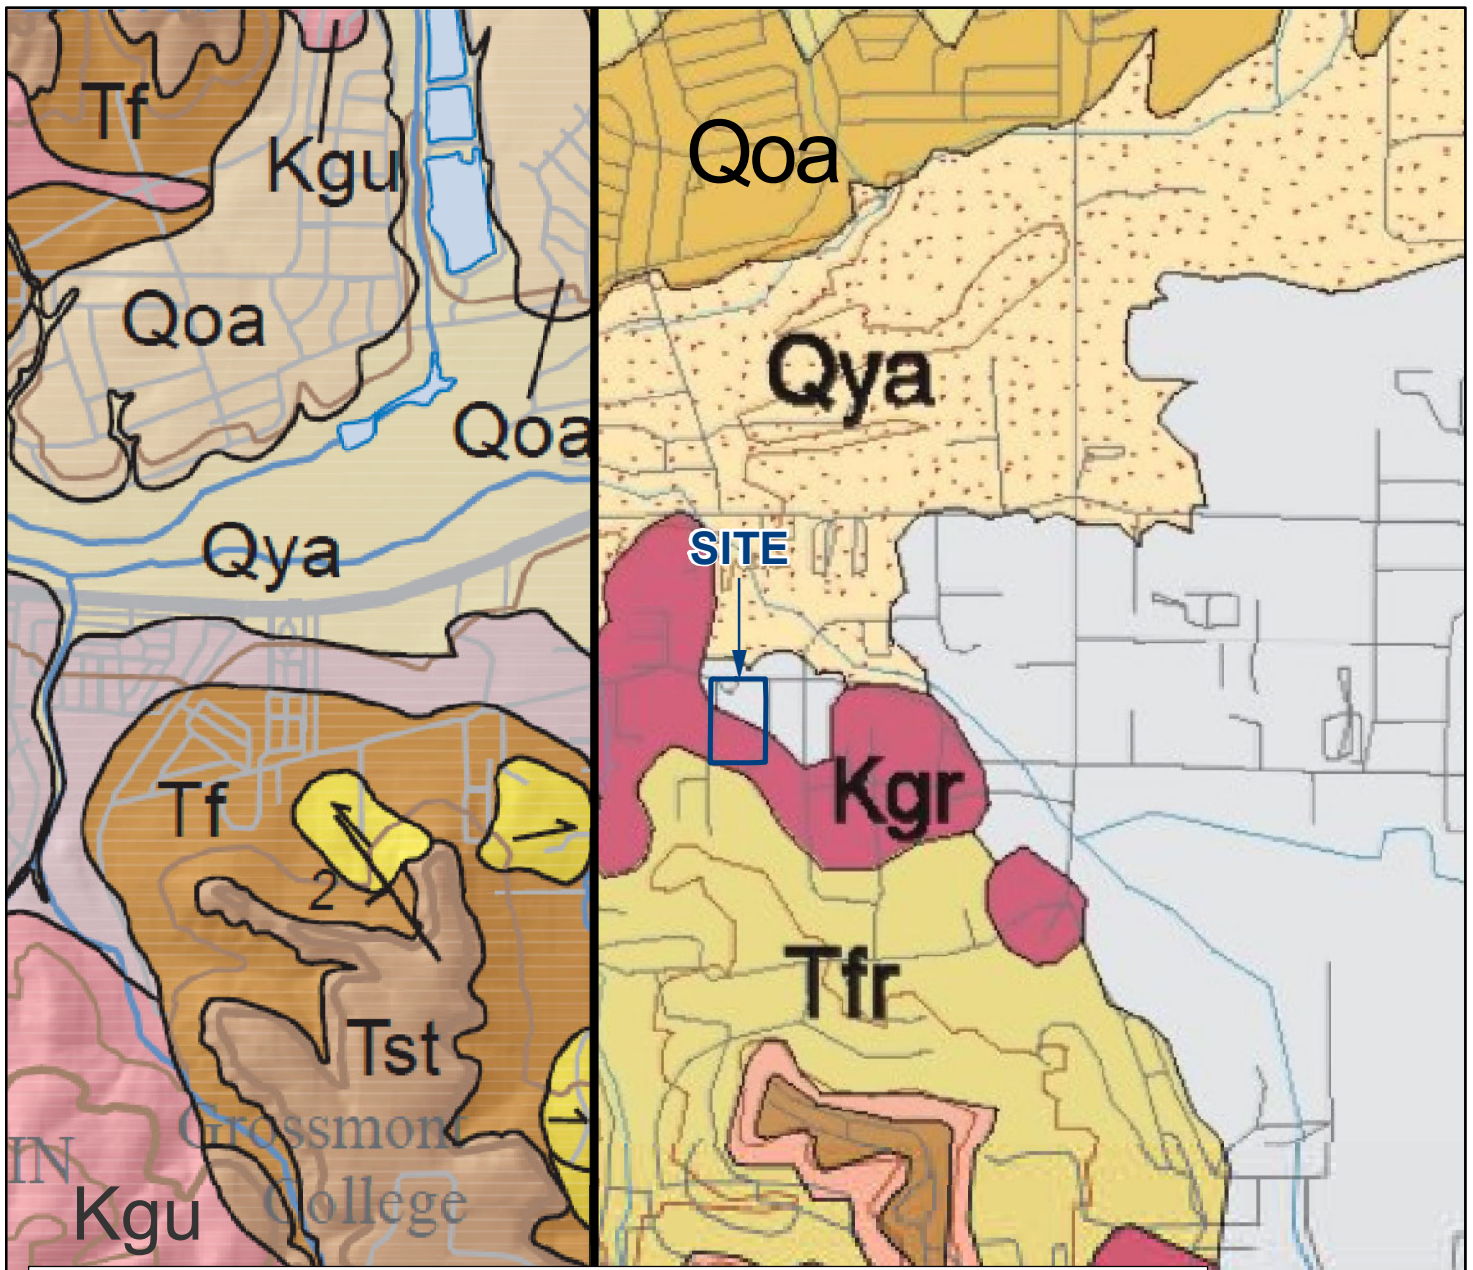 Tf
Kgu
Qoa
Qoa
Qya
Tf
2
Tst
Grossmont
College
IN
Kgu
Qoa
Qya
SITE
Kgr
Tfr